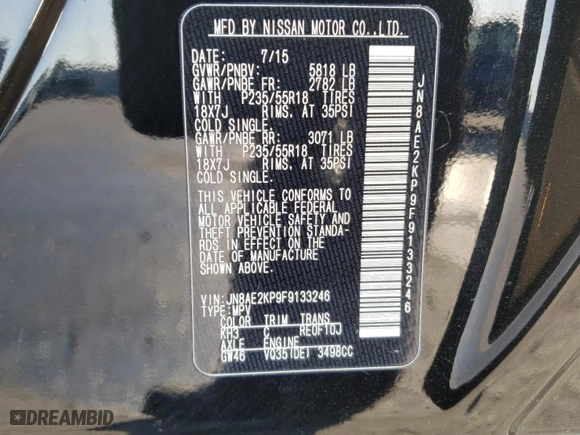 MFD BY NISSAN MOTOR CO.,LTD.
DATE: 7/15
GVWR/PNBV: 5818 LB
GAWR/PNBE FR: 2782 LB
WITH P235/55R18 TIRES
18X7J RIMS. AT 35PSI
COLD SINGLE.
GAWR/PNBE RR: 3071 LB
WITH P235/55R18 TIRES
18X7J RIMS. AT 35PSI
COLD SINGLE.
THIS VEHICLE CONFORMS TO
ALL APPLICABLE FEDERAL
MOTOR VEHICLE SAFETY AND
THEFT PREVENTION STANDA-
RDS IN EFFECT ON THE
DATE OF MANUFACTURE
SHOWN ABOVE.
VIN: JN8AE2KP9F9133246
TYPE: MPV
COLOR TRIM TRANS
KH3 C RE0F10J
AXLE ENGINE
GW46 VQ35(DE) 3498CC
JN8AE2KP9F9133246
DREAMBID